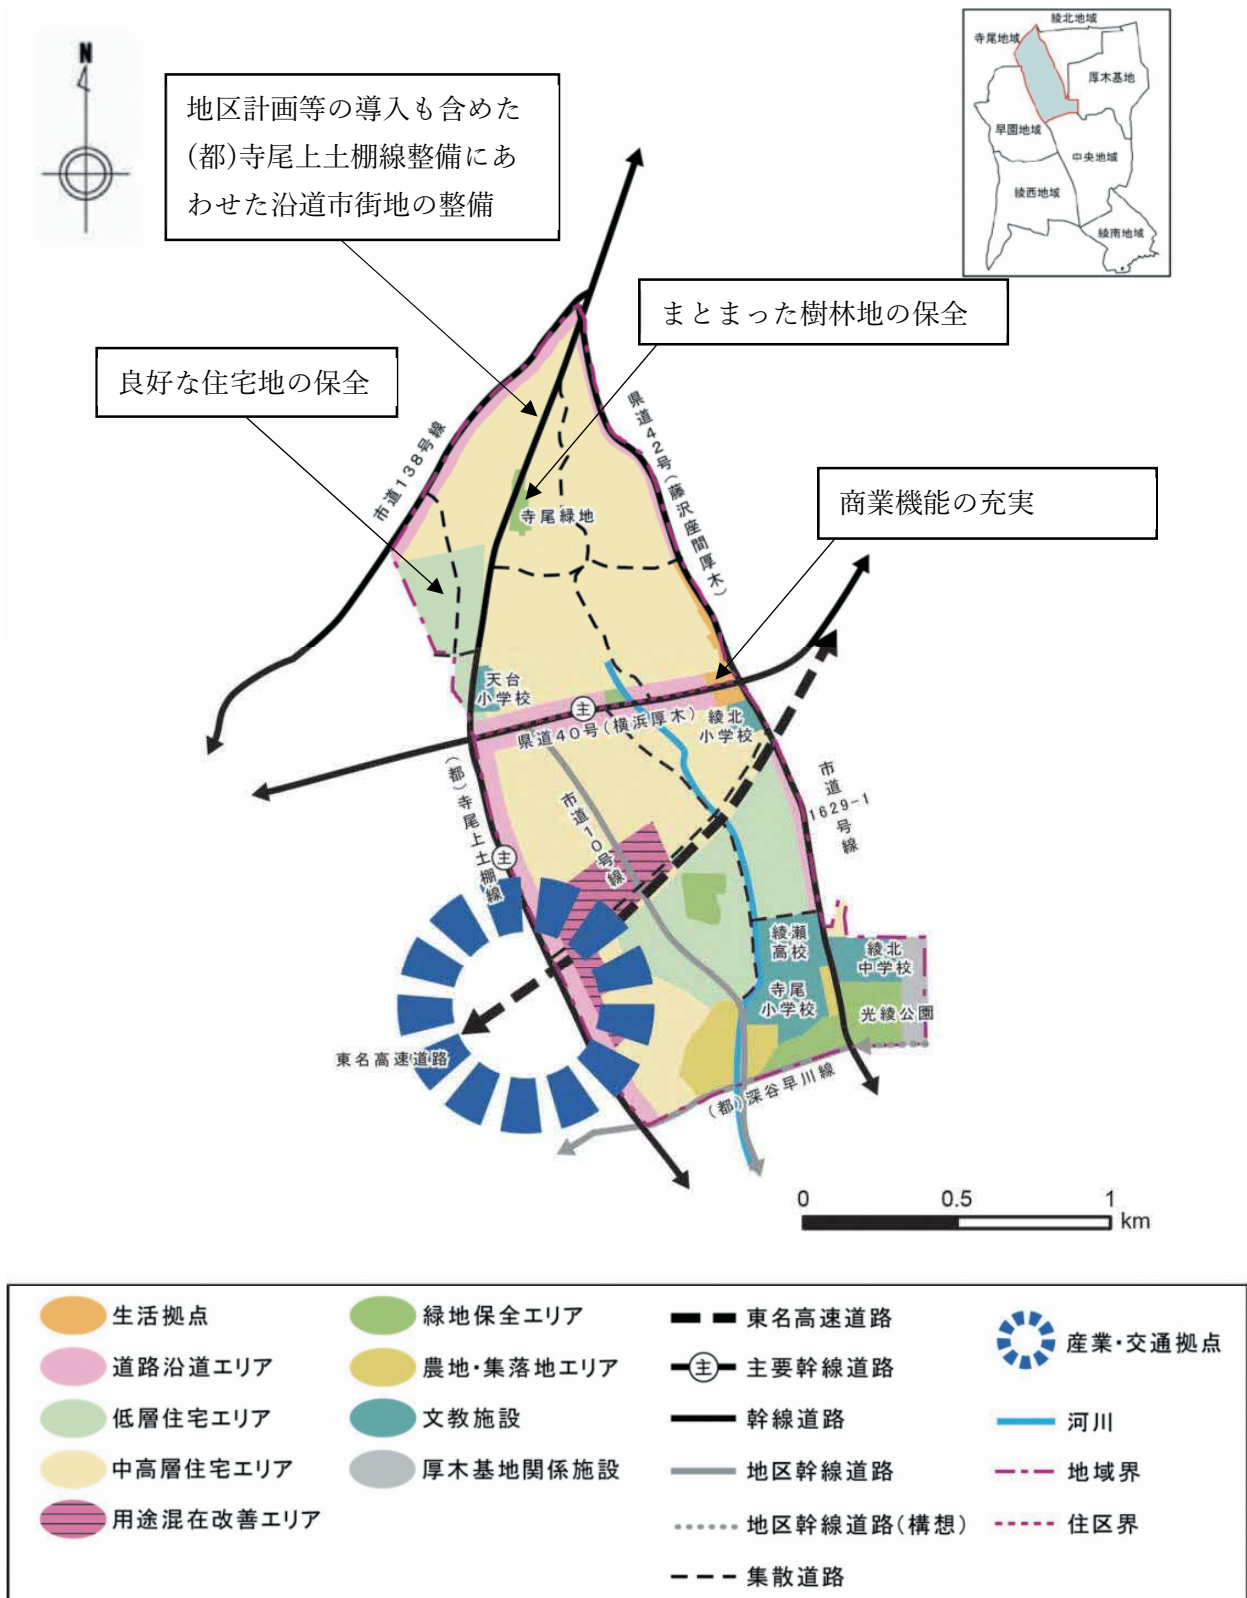 N
地区計画等の導入も含めた
(都)寺尾上土棚線整備にあ
わせた沿道市街地の整備
綾北地域
寺尾地域
厚木基地
早園地域
中央地域
綾西地域
綾南地域
まとまった樹林地の保全
良好な住宅地の保全
市道138号線
県道42号(藤沢座間厚木)
商業機能の充実
寺尾緑地
天台
小学校
主
県道40号(横浜厚木)
綾北
小学校
(都)寺尾上土棚線
主
市道10号線
市道
1629-1
号線
綾瀬
高校
綾北
中学校
寺尾
小学校
光綾公園
東名高速道路
(都)深谷早川線
0 0.5 1
km
生活拠点
道路沿道エリア
低層住宅エリア
中高層住宅エリア
用途混在改善エリア
緑地保全エリア
農地・集落地エリア
文教施設
厚木基地関係施設
東名高速道路
主 主要幹線道路
幹線道路
地区幹線道路
地区幹線道路(構想)
集散道路
産業・交通拠点
河川
地域界
住区界